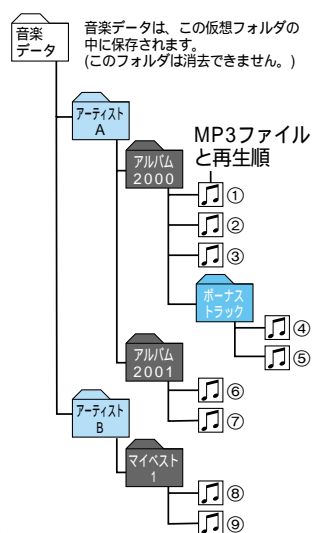 音楽
データ
音楽データは、この仮想フォルダの
中に保存されます。
(このフォルダは消去できません。)
アーティスト
A
MP3ファイル
と再生順
アルバム
2000
①
②
③
ボーナス
トラック
④
⑤
アルバム
2001
⑥
⑦
アーティスト
B
マイベスト
1
⑧
⑨